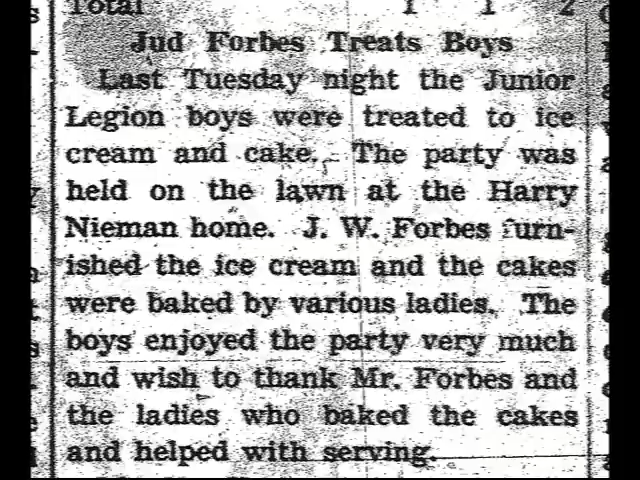 Total 1 1 2
Jud Forbes Treats Boys
Last Tuesday night the Junior
Legion boys were treated to ice
cream and cake. The party was
held on the lawn at the Harry
Nieman home. J. W. Forbes furn-
ished the ice cream and the cakes
were baked by various ladies. The
boys enjoyed the party very much
and wish to thank Mr. Forbes and
the ladies who baked the cakes
and helped with serving.